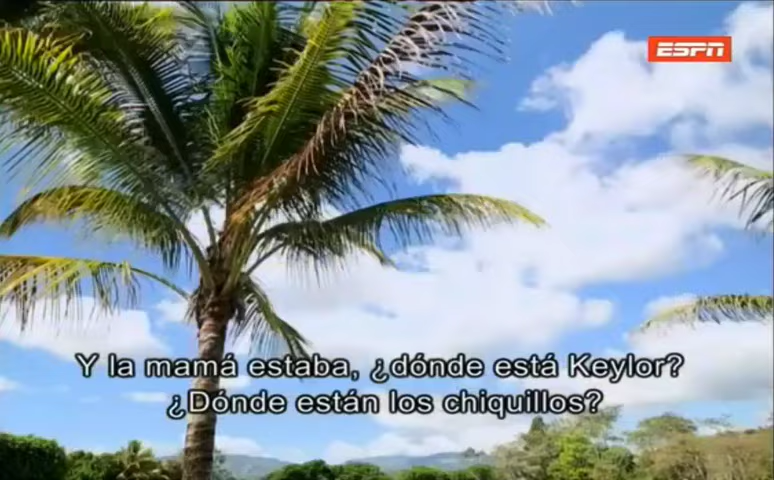 ESPN
Y la mamá estaba, ¿dónde está Keylor?
¿Dónde están los chiquillos?